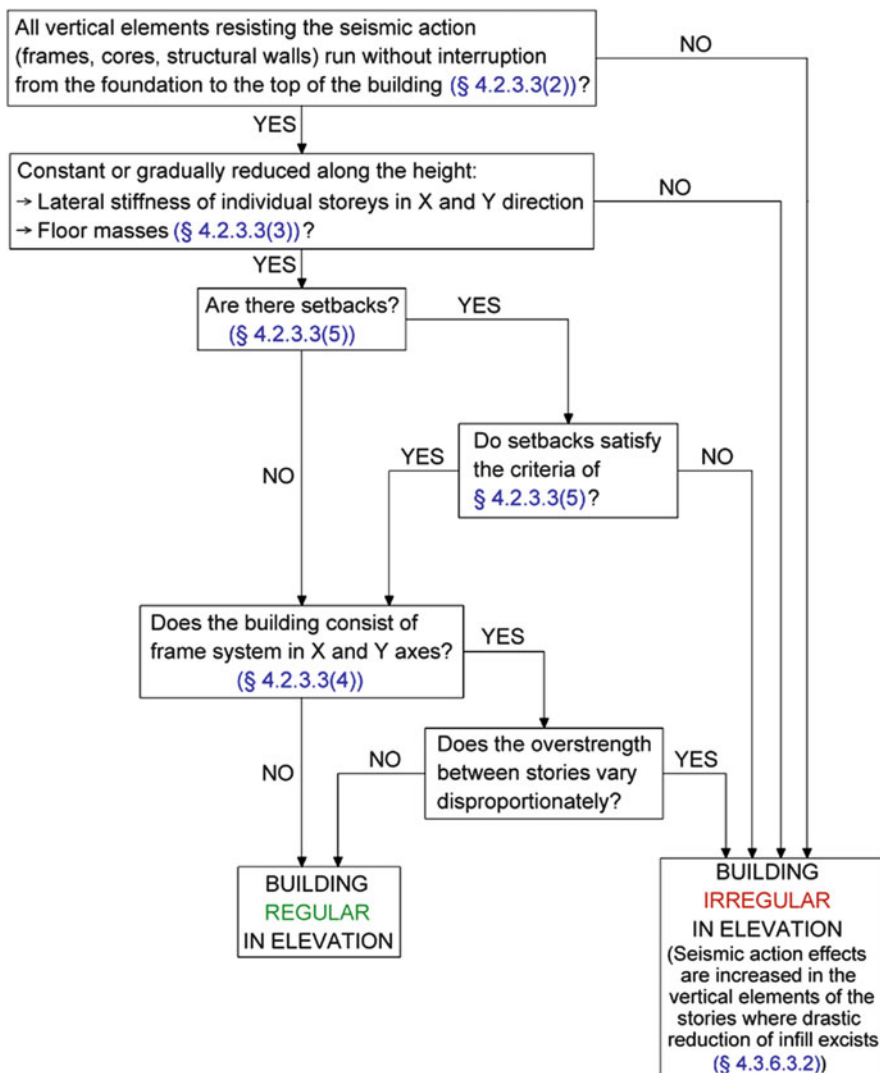 All vertical elements resisting the seismic action
(frames, cores, structural walls) run without interruption
from the foundation to the top of the building (§ 4.2.3.3(2))?
NO
YES
Constant or gradually reduced along the height:
→ Lateral stiffness of individual storeys in X and Y direction
→ Floor masses (§ 4.2.3.3(3))?
NO
YES
Are there setbacks?
(§ 4.2.3.3(5))
YES
NO
Do setbacks satisfy
the criteria of
§ 4.2.3.3(5)?
YES
NO
Does the building consist of
frame system in X and Y axes?
(§ 4.2.3.3(4))
YES
NO
Does the overstrength
between stories vary
disproportionately?
NO
YES
BUILDING
REGULAR
IN ELEVATION
BUILDING
IRREGULAR
IN ELEVATION
(Seismic action effects
are increased in the
vertical elements of the
stories where drastic
reduction of infill excists
(§ 4.3.6.3.2))